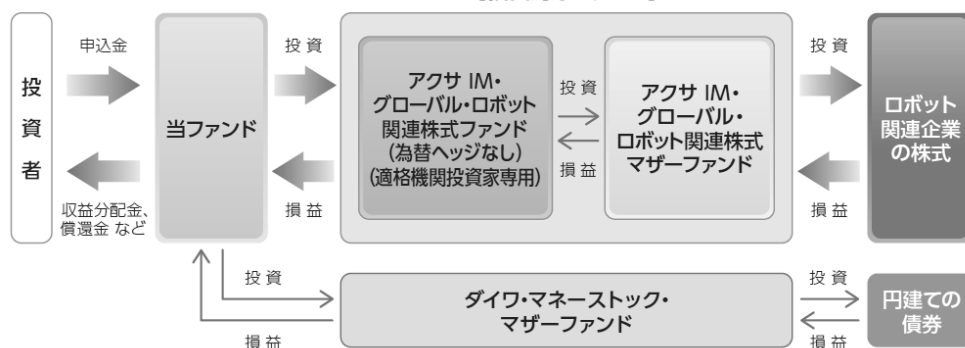 投資者
申込金
収益分配金、
償還金 など
当ファンド
投 資
損 益
アクサ IM・
グローバル・ロボット
関連株式ファンド
(為替ヘッジなし)
(適格機関投資家専用)
投 資
損 益
アクサ IM・
グローバル・
ロボット関連株式
マザーファンド
投 資
損 益
ロボット
関連企業
の株式
投 資
損 益
ダイワ・マネーストック・
マザーファンド
投 資
損 益
円建ての
債券